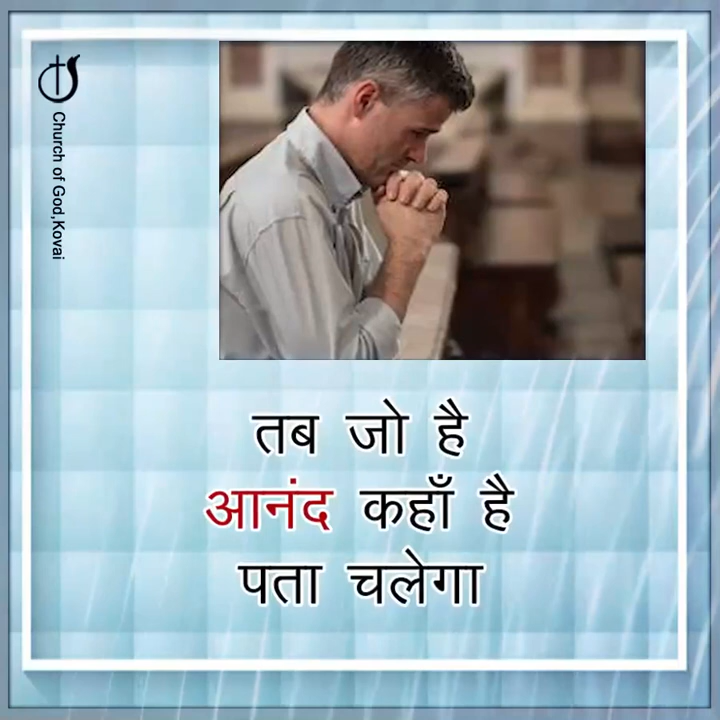 Church of God,Kovai
तब जो है
आनंद कहाँ है
पता चलेगा